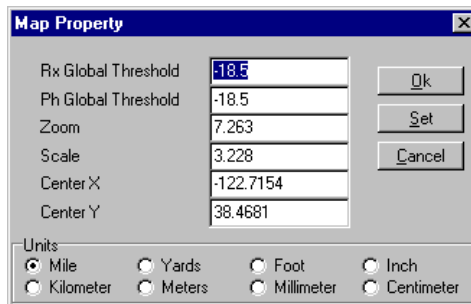 Map Property
Rx Global Threshold -18.5
Ph Global Threshold -18.5
Zoom 7.263
Scale 3.228
Center X -122.7154
Center Y 38.4681
Ok
Set
Cancel
Units
Mile Yards Foot Inch
Kilometer Meters Millimeter Centimeter